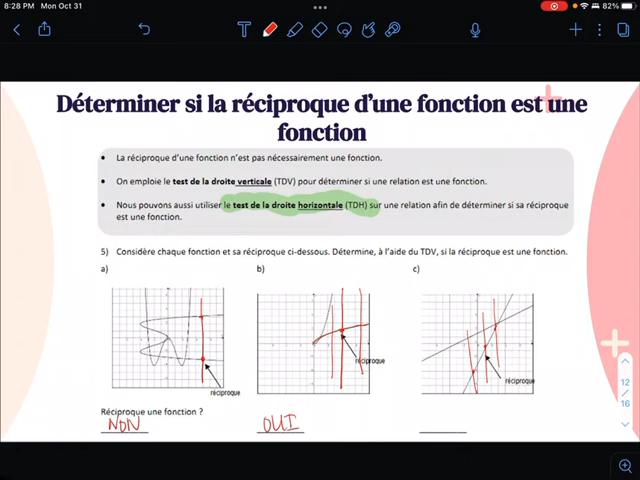 8:28 PM Mon Oct 31
82%
Déterminer si la réciproque d'une fonction est une
fonction
• La réciproque d'une fonction n'est pas nécessairement une fonction.
• On emploie le test de la droite verticale (TDV) pour déterminer si une relation est une fonction.
• Nous pouvons aussi utiliser le test de la droite horizontale (TDH) sur une relation afin de déterminer si sa réciproque
est une fonction.
5) Considère chaque fonction et sa réciproque ci-dessous. Détermine, à l'aide du TDV, si la réciproque est une fonction.
a) b) c)
réciproque
réciproque
réciproque
Réciproque une fonction ?
NON OUI
12
/
16